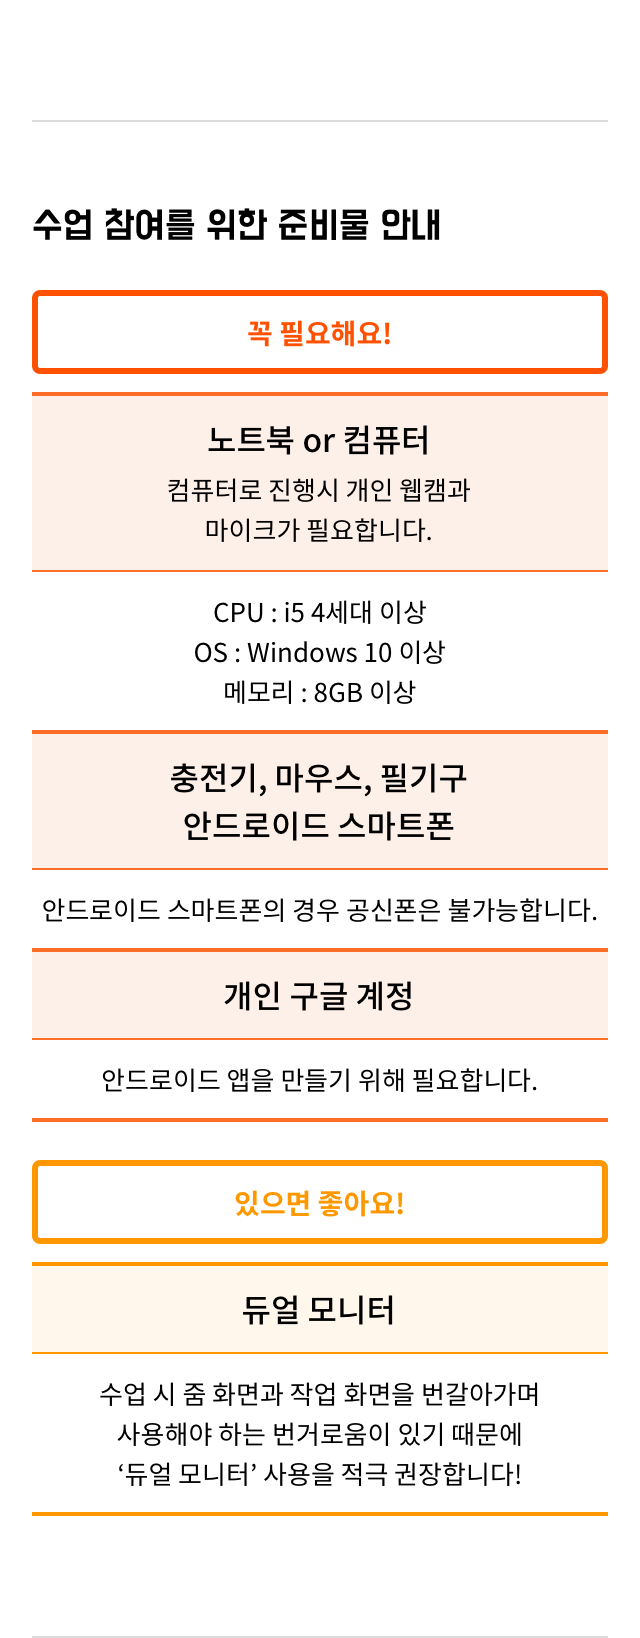 수업 참여를 위한 준비물 안내
꼭 필요해요!
노트북 or 컴퓨터
컴퓨터로 진행시 개인 웹캠과
마이크가 필요합니다.
CPU : i5 4세대 이상
OS : Windows 10 이상
메모리 : 8GB 이상
충전기, 마우스, 필기구
안드로이드 스마트폰
안드로이드 스마트폰의 경우 공신폰은 불가능합니다.
개인 구글 계정
안드로이드 앱을 만들기 위해 필요합니다.
있으면 좋아요!
듀얼 모니터
수업 시 줌 화면과 작업 화면을 번갈아가며
사용해야 하는 번거로움이 있기 때문에
‘듀얼 모니터’ 사용을 적극 권장합니다!